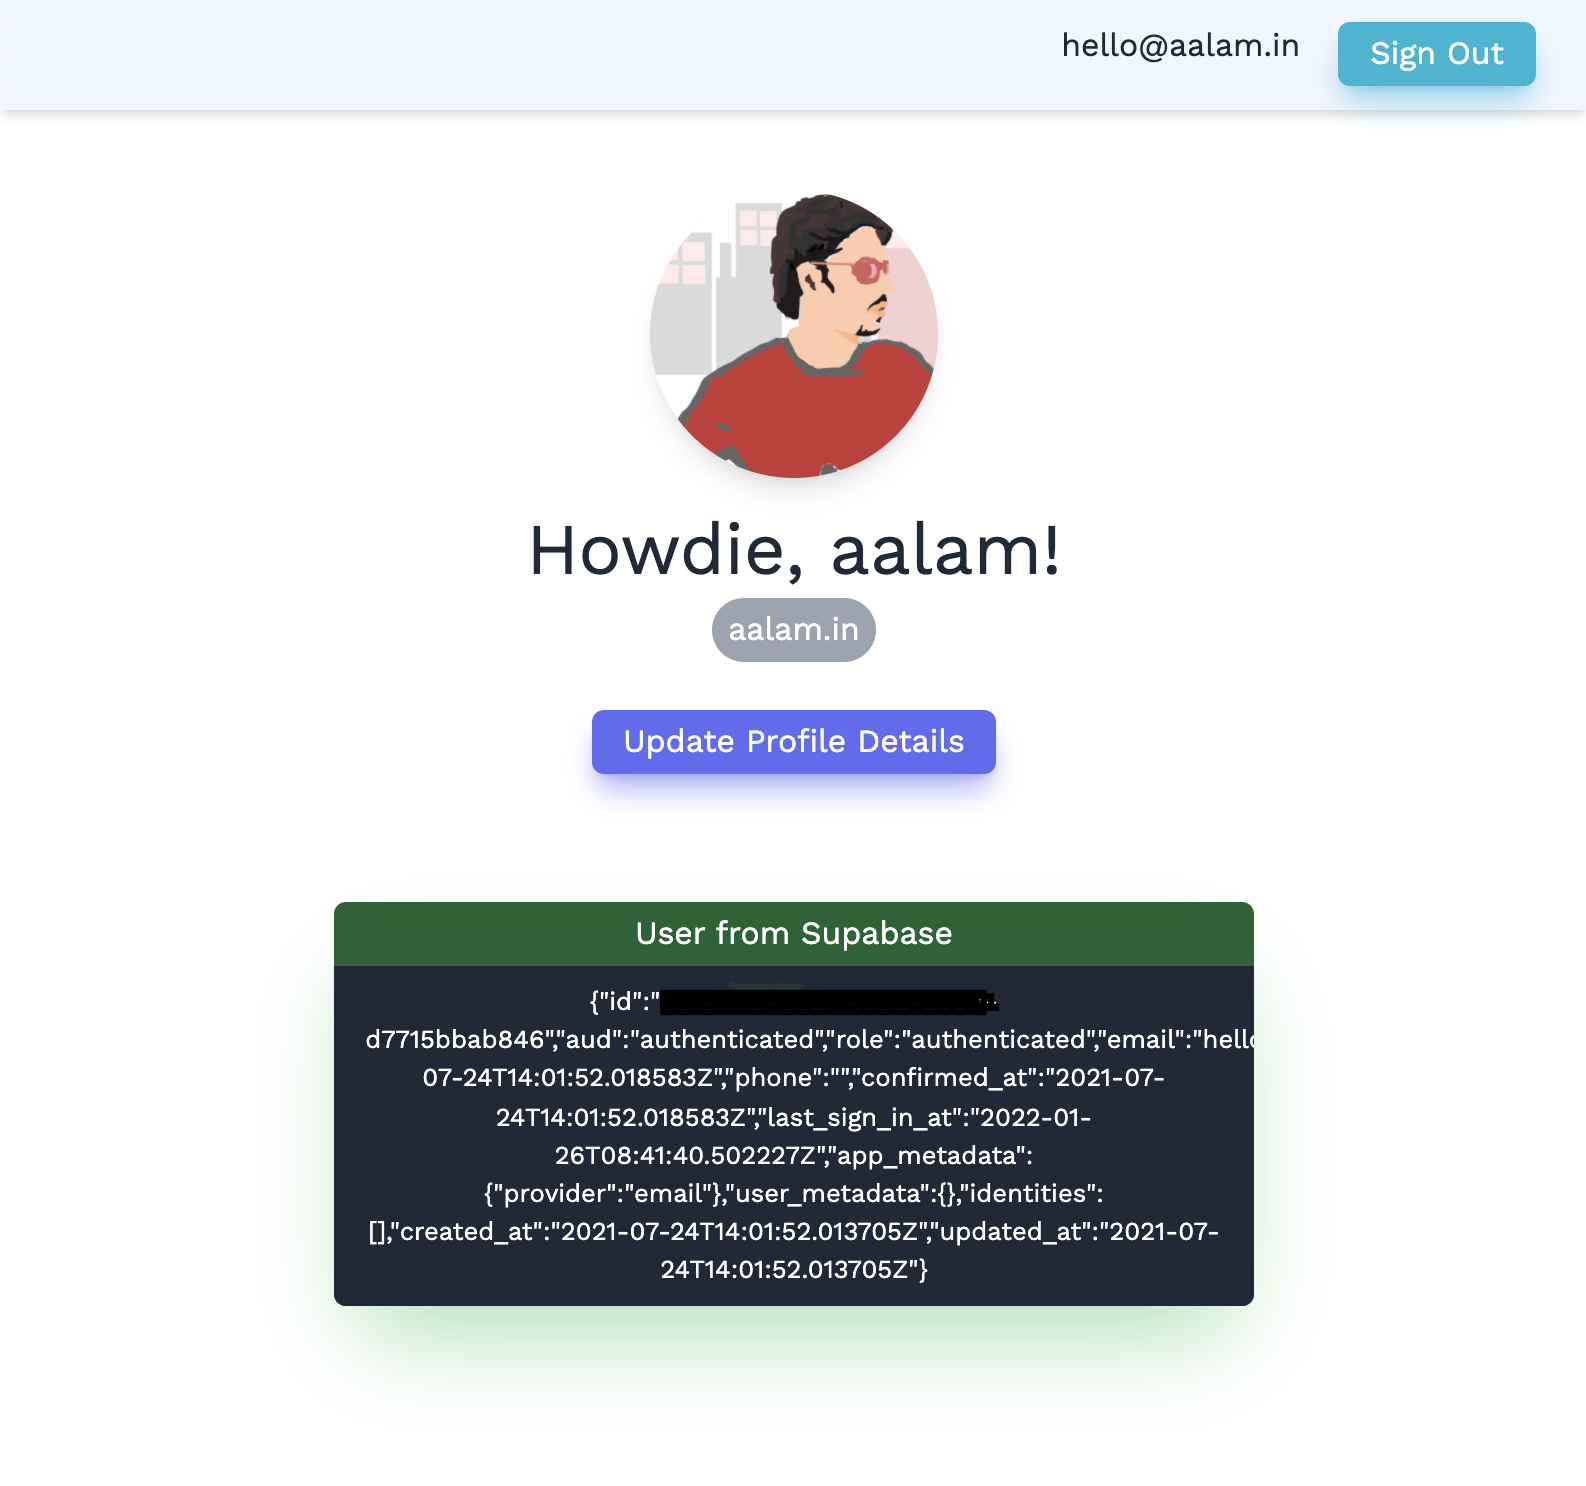 hello@aalam.in
Sign Out
Howdie, aalam!
aalam.in
Update Profile Details
User from Supabase
{"id":"
d7715bbab846","aud":"authenticated","role":"authenticated","email":"hello
07-24T14:01:52.018583Z","phone":"","confirmed_at":"2021-07-
24T14:01:52.018583Z","last_sign_in_at":"2022-01-
26T08:41:40.502227Z","app_metadata":
{"provider":"email"},"user_metadata":{},"identities":
[],"created_at":"2021-07-24T14:01:52.013705Z","updated_at":"2021-07-
24T14:01:52.013705Z"}